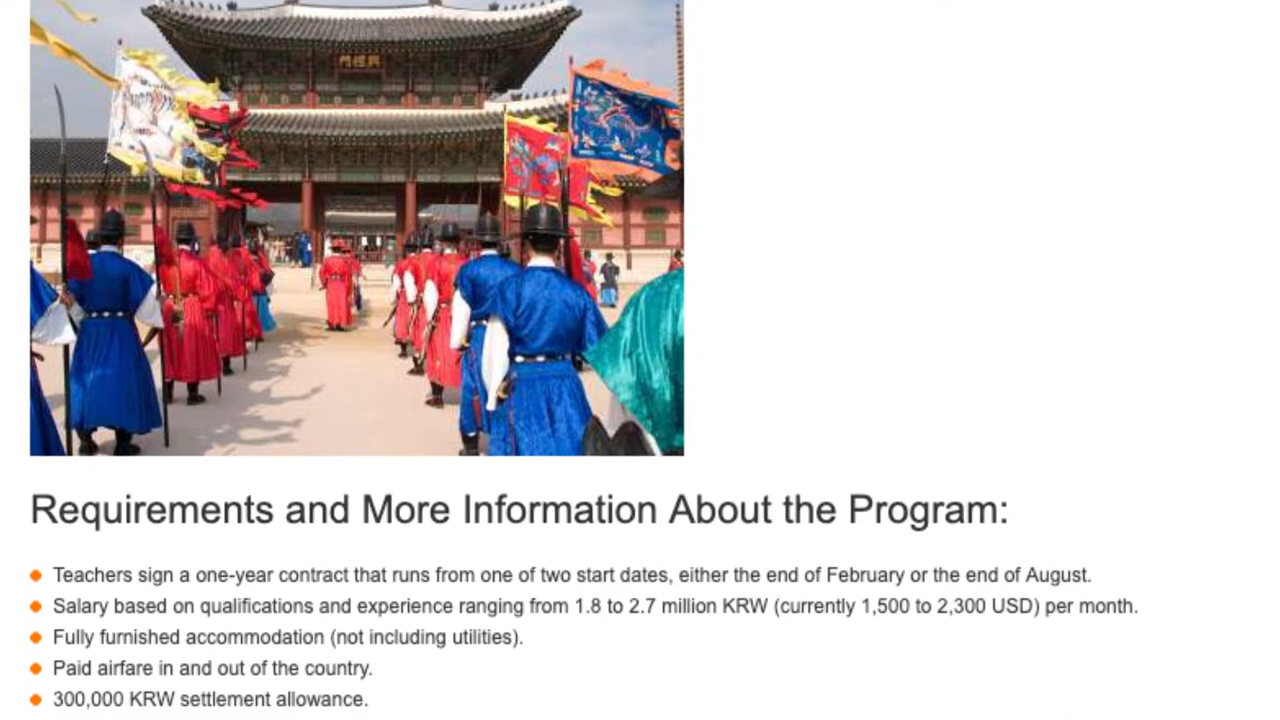 門禮興
Requirements and More Information About the Program:
Teachers sign a one-year contract that runs from one of two start dates, either the end of February or the end of August.
Salary based on qualifications and experience ranging from 1.8 to 2.7 million KRW (currently 1,500 to 2,300 USD) per month.
Fully furnished accommodation (not including utilities).
Paid airfare in and out of the country.
300,000 KRW settlement allowance.